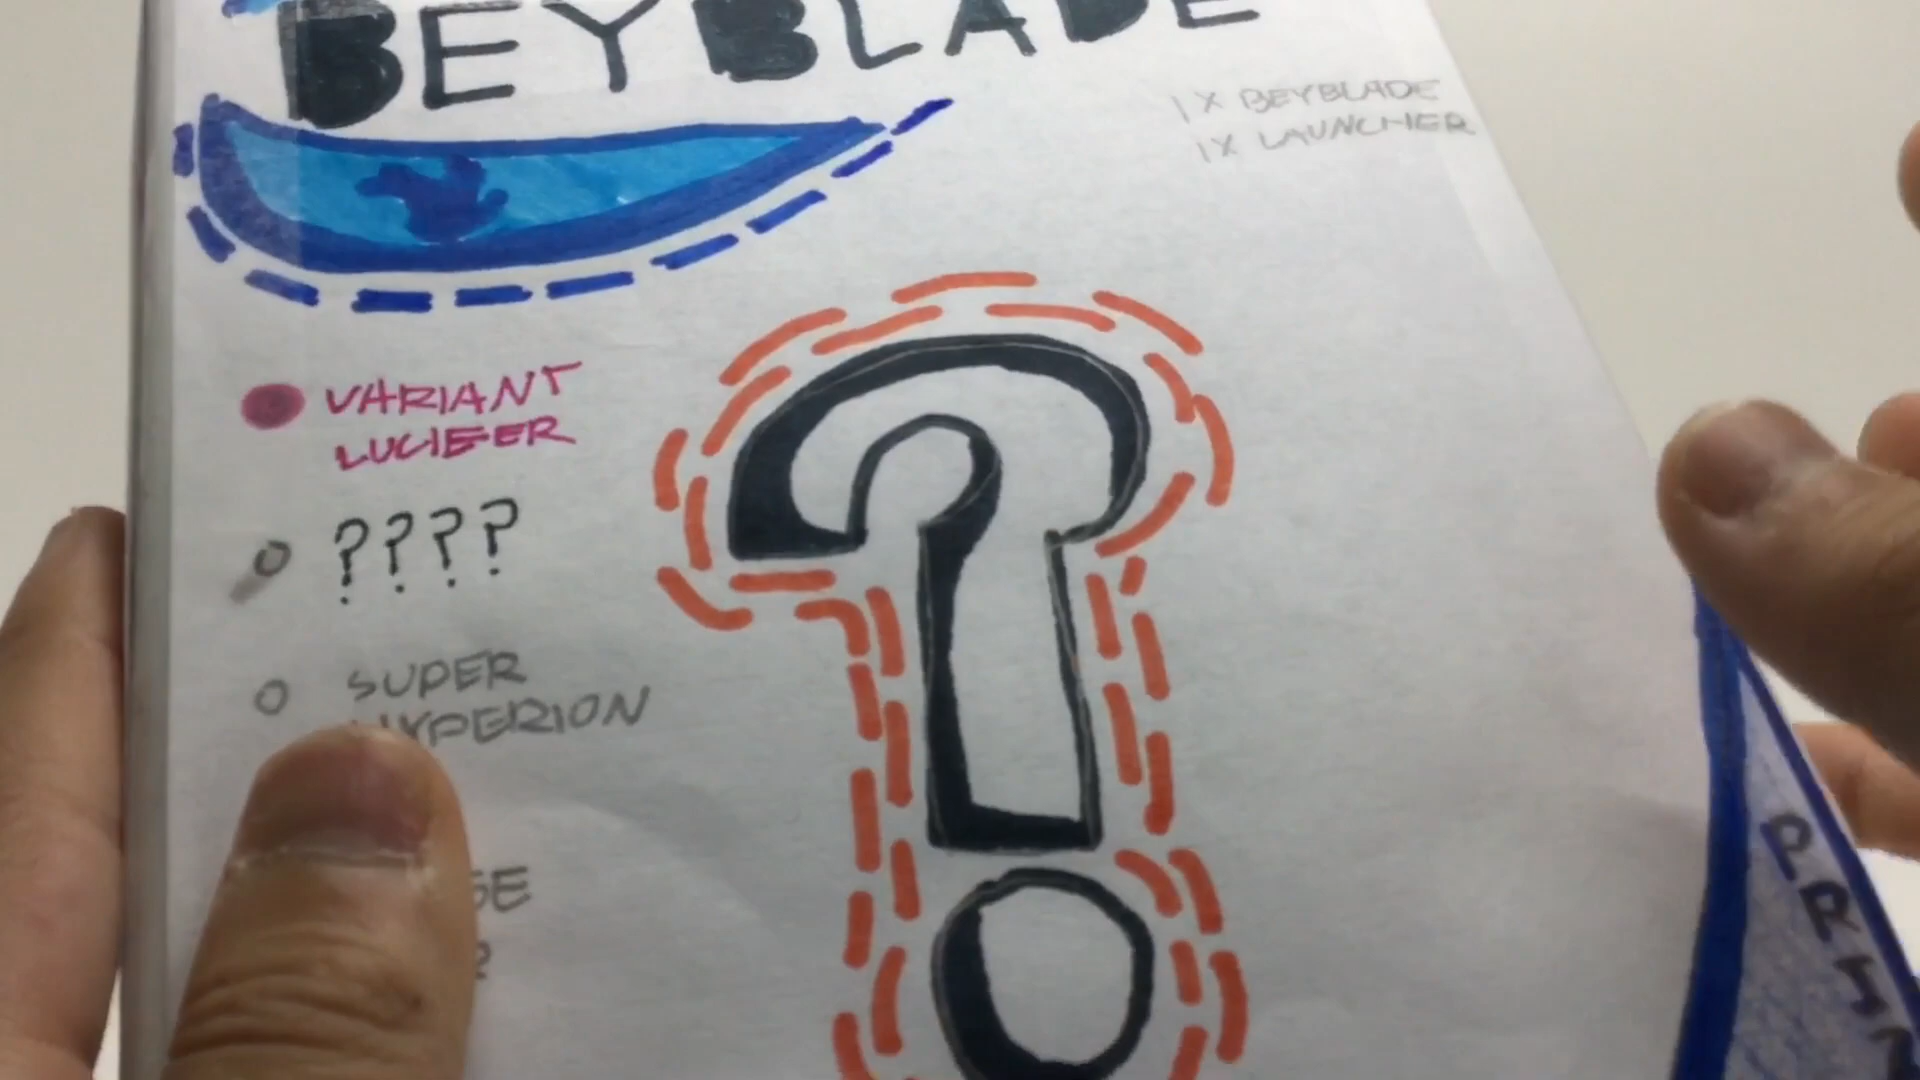 BEYBLADE
1X BEYBLADE
1X LAUNCHER
VARIANT
LUCIFER
????
SUPER
HYPERION
?